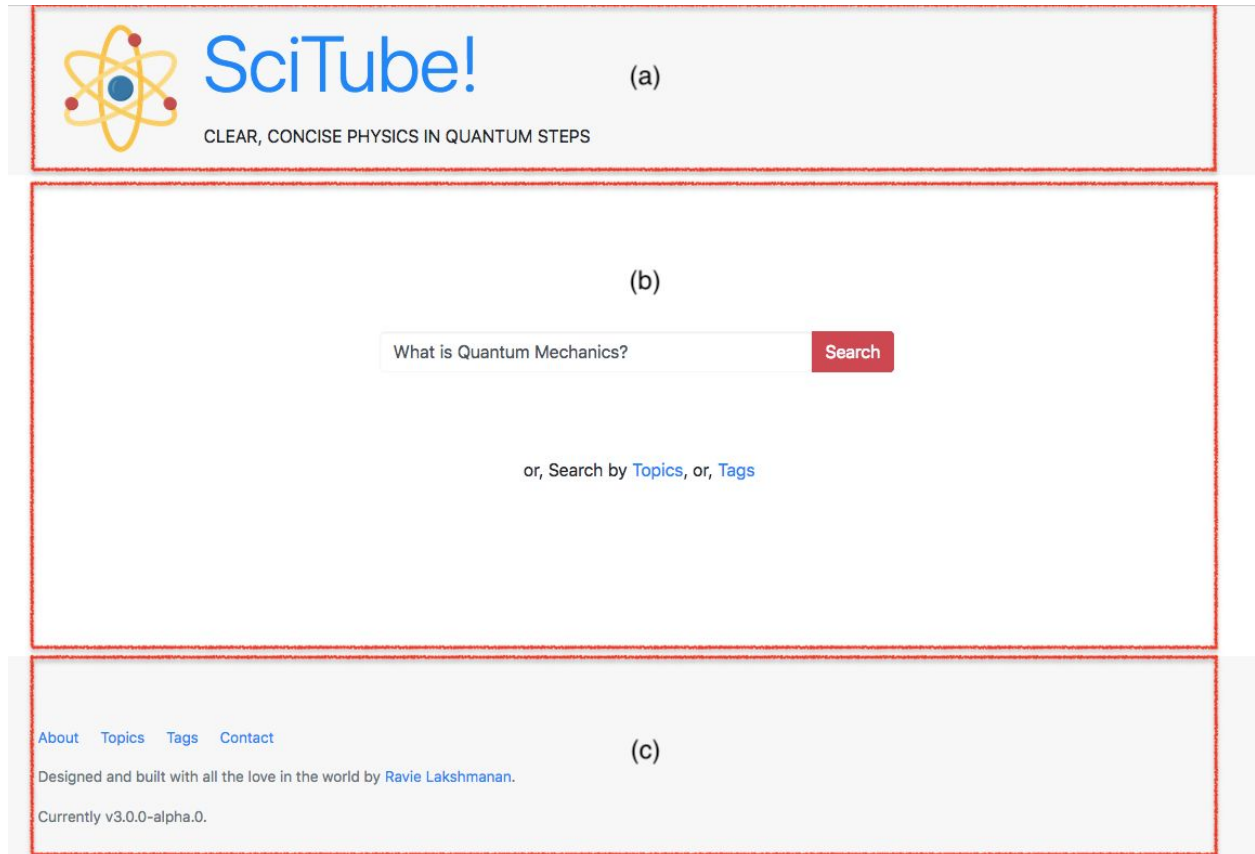 SciTube!
(a)
CLEAR, CONCISE PHYSICS IN QUANTUM STEPS
(b)
What is Quantum Mechanics? Search
or, Search by Topics, or, Tags
About Topics Tags Contact
(c)
Designed and built with all the love in the world by Ravie Lakshmanan.
Currently v3.0.0-alpha.0.